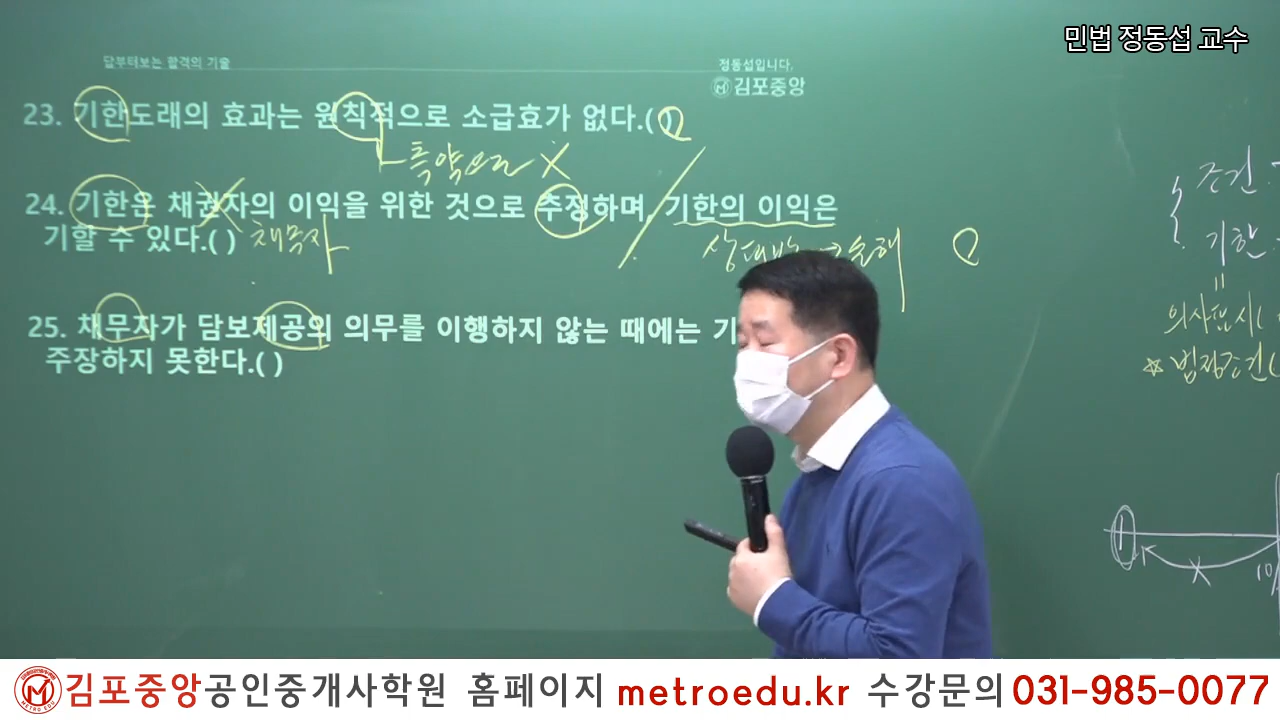 민법 정동섭 교수
답부터보는 합격의 기술
정동섭입니다.
김포중앙
23. 기한도래의 효과는 원칙적으로 소급효가 없다.( )
특약으로 X
24. 기한은 채권자의 이익을 위한 것으로 추정하며, 기한의 이익은
기할 수 있다.( ) 채무자
손해
25. 채무자가 담보제공의 의무를 이행하지 않는 때에는 기
주장하지 못한다.( )
조건
기한
의사표시(
법정조건(
김포중앙공인중개사학원 홈페이지 metroedu.kr 수강문의 031-985-0077